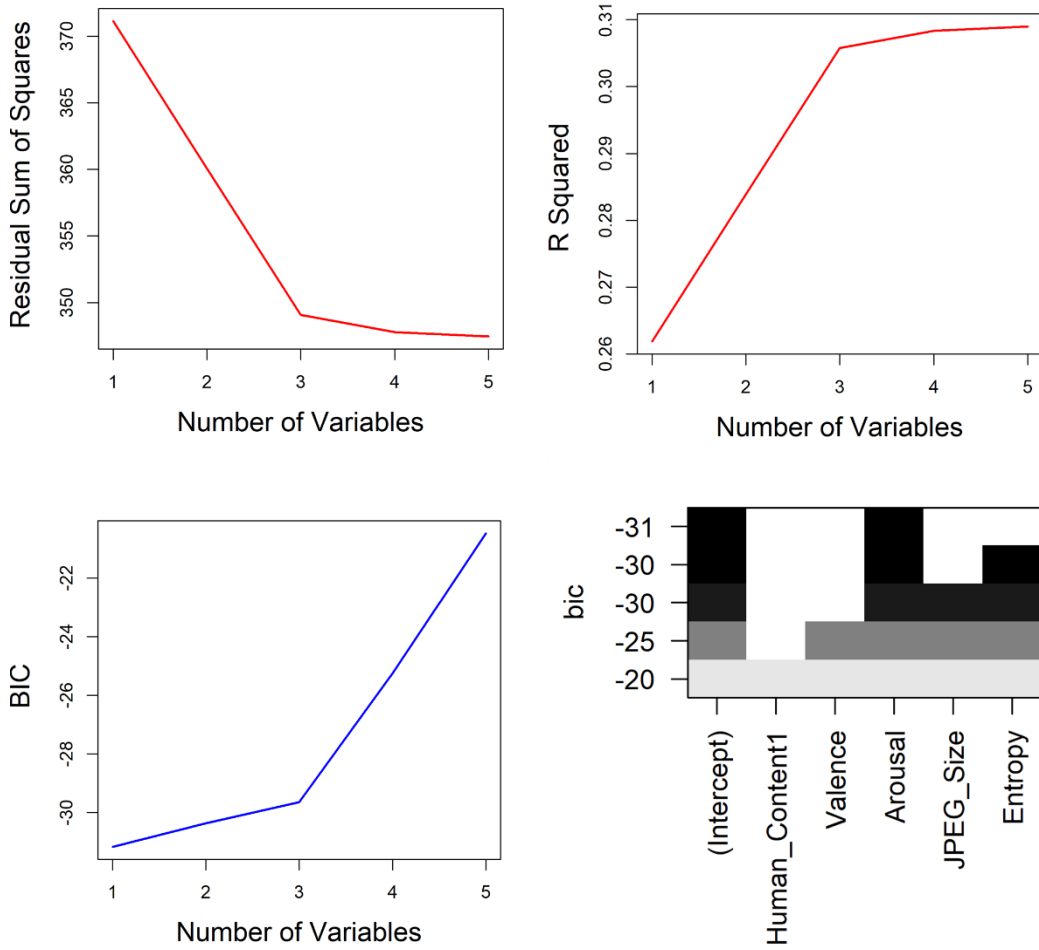 Residual Sum of Squares
370
365
360
355
350
1 2 3 4 5
Number of Variables
R Squared
0.31
0.30
0.29
0.28
0.27
0.26
1 2 3 4 5
Number of Variables
BIC
-22
-24
-26
-28
-30
1 2 3 4 5
Number of Variables
bic
-31
-30
-30
-25
-20
(Intercept)
Human_Content1
Valence
Arousal
JPEG_Size
Entropy